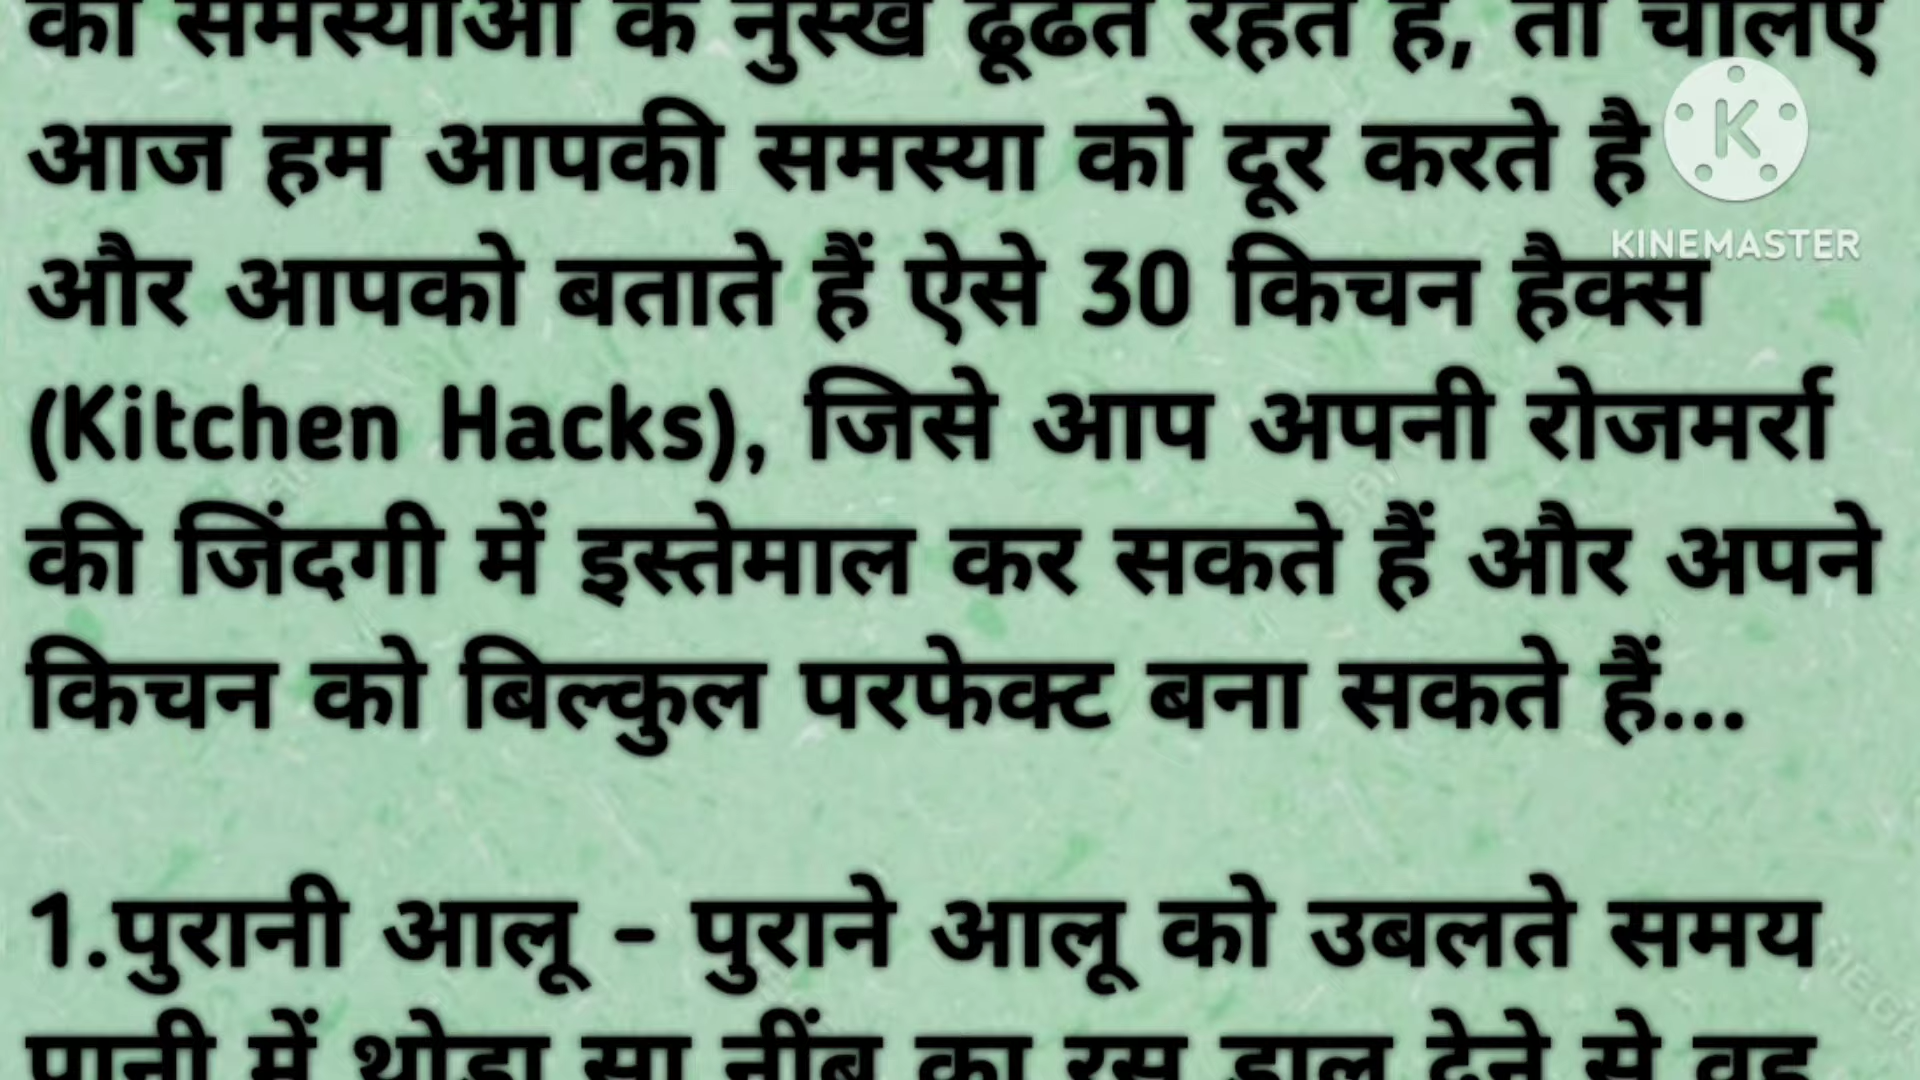 की समस्याओं के नुस्खे ढूंढते रहते हैं, तो चलिए
आज हम आपकी समस्या को दूर करते है
और आपको बताते हैं ऐसे 30 किचन हैक्स
(Kitchen Hacks), जिसे आप अपनी रोजमर्रा
की जिंदगी में इस्तेमाल कर सकते हैं और अपने
किचन को बिल्कुल परफेक्ट बना सकते हैं...
1.पुरानी आलू - पुराने आलू को उबलते समय
पानी में थोड़ा सा नींबू का रस डाल देने से वह
K
KINEMASTER